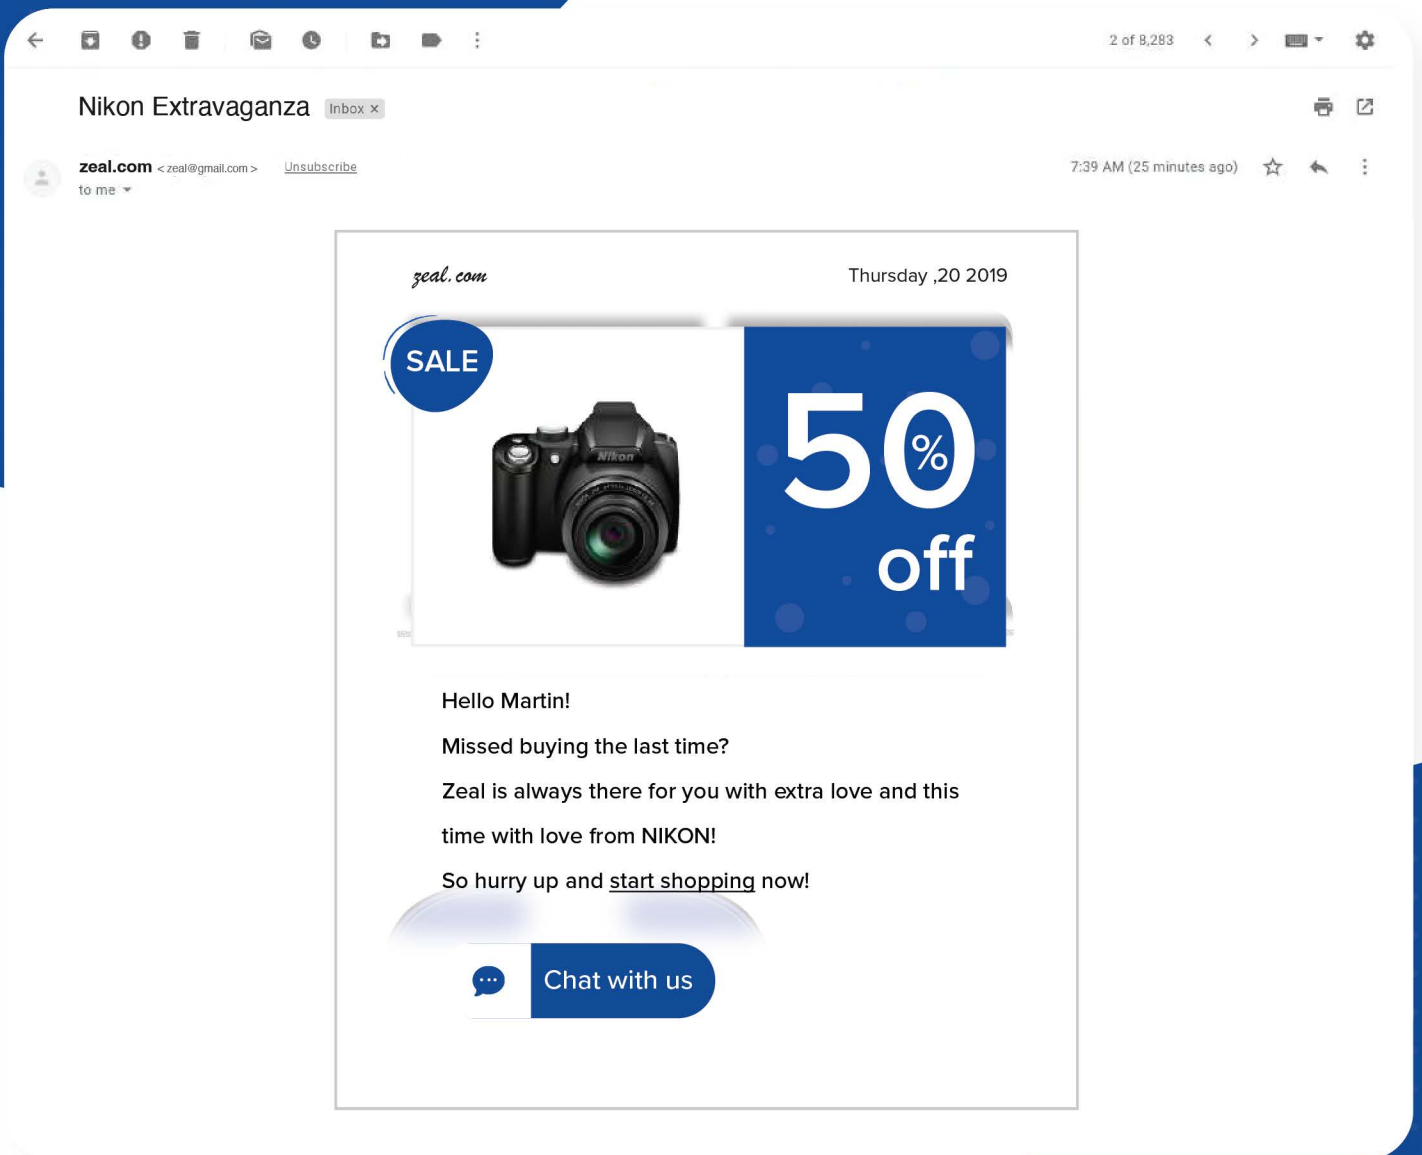 2 of 8,283
Nikon Extravaganza Inbox ×
zeal.com < zeal@gmail.com > Unsubscribe 7:39 AM (25 minutes ago)
to me
zeal.com Thursday ,20 2019
SALE
Nikon
50%
off
Hello Martin!
Missed buying the last time?
Zeal is always there for you with extra love and this
time with love from NIKON!
So hurry up and start shopping now!
Chat with us